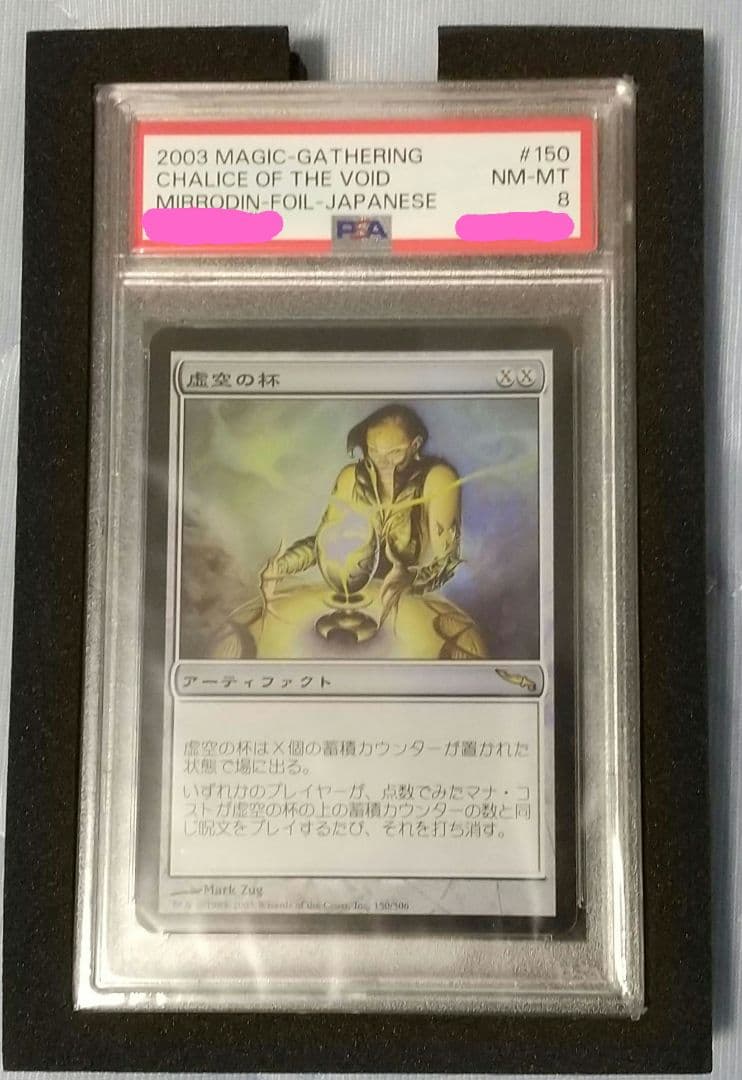 2003 MAGIC-GATHERING #150
CHALICE OF THE VOID NM-MT
MIRRODIN-FOIL-JAPANESE 8
PSA
虚空の杯 XX
アーティファクト
虚空の杯はX個の蓄積カウンターが置かれた
状態で場に出る。
いずれかのプレイヤーが、点数でみたマナ・コ
ストが虚空の杯の上の蓄積カウンターの数と同
じ呪文をプレイするたび、それを打ち消す。
Mark Zug
Wizards of the Coast, Inc. 150/306